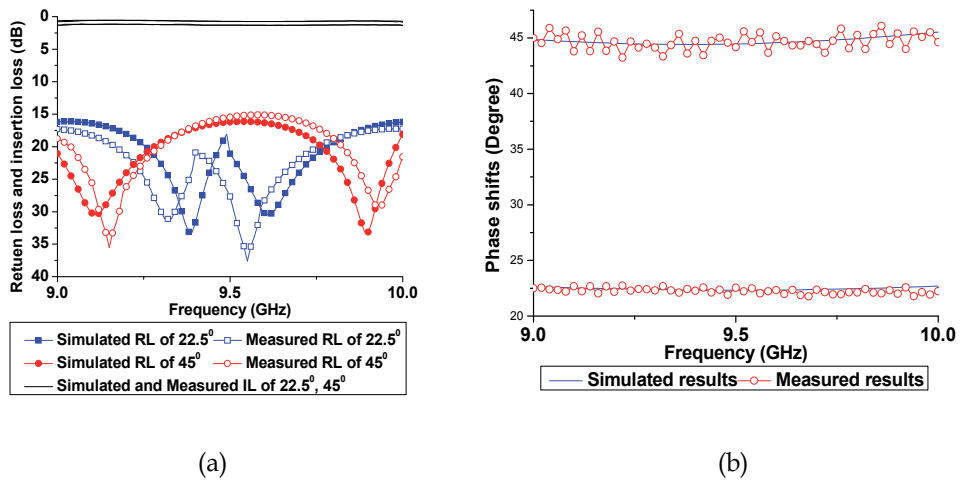 0
5
10
15
20
25
30
35
40
Retuen loss and insertion loss (dB)
9.0 9.5 10.0
Frequency (GHz)
Simulated RL of 22.5⁰ Measured RL of 22.5⁰
Simulated RL of 45⁰ Measured RL of 45⁰
Simulated and Measured IL of 22.5⁰, 45⁰
(a)
45
40
35
30
25
20
Phase shifts (Degree)
9.0 9.5 10.0
Frequency (GHz)
Simulated results Measured results
(b)